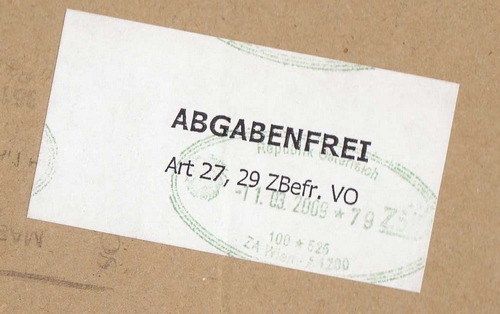 ABGABENFREI
Art 27, 29 ZBefr. VO
Republik Österreich
11.03.2009 * 79 Z
100 * 526
ZA Wien - A 1200